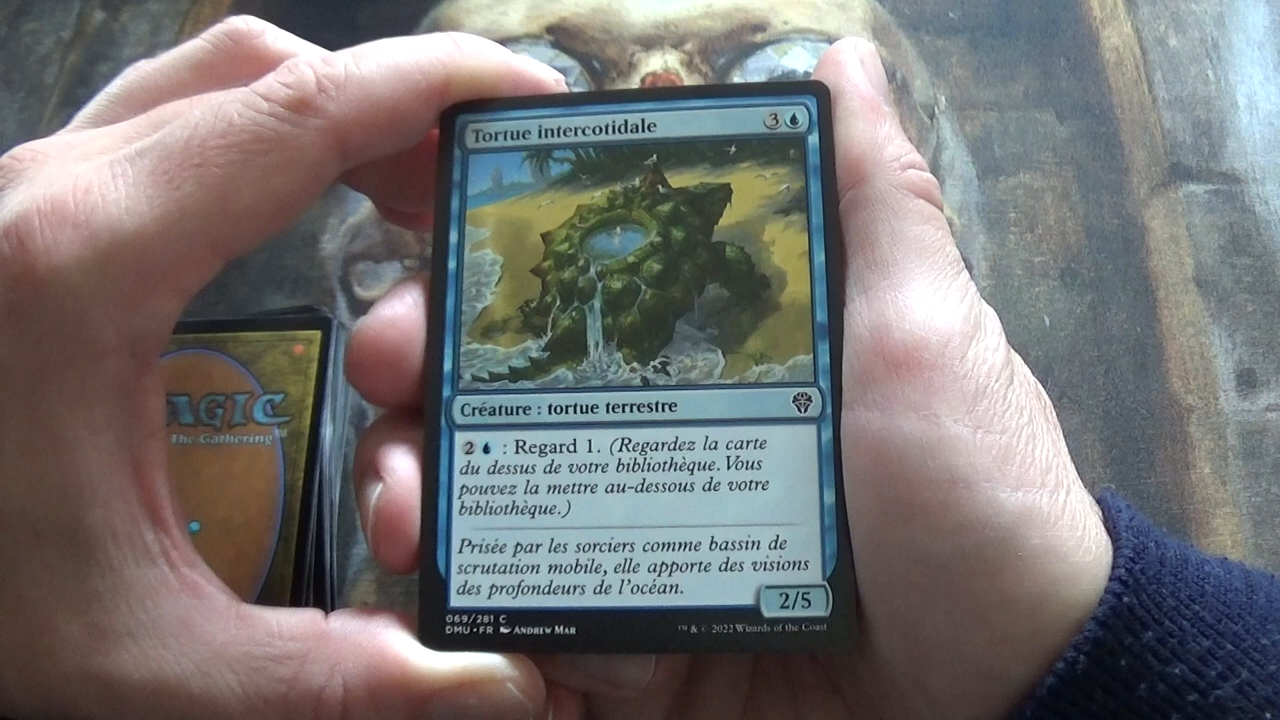 Tortue intercotidale 3
Créature : tortue terrestre
2 : Regard 1. (Regardez la carte
du dessus de votre bibliothèque. Vous
pouvez la mettre au-dessous de votre
bibliothèque.)
Prisée par les sorciers comme bassin de
scrutation mobile, elle apporte des visions
des profondeurs de l'océan.
2/5
069/281 C
DMU • FR ANDREW MAR
™ & © 2022 Wizards of the Coast
AGIC
The Gathering